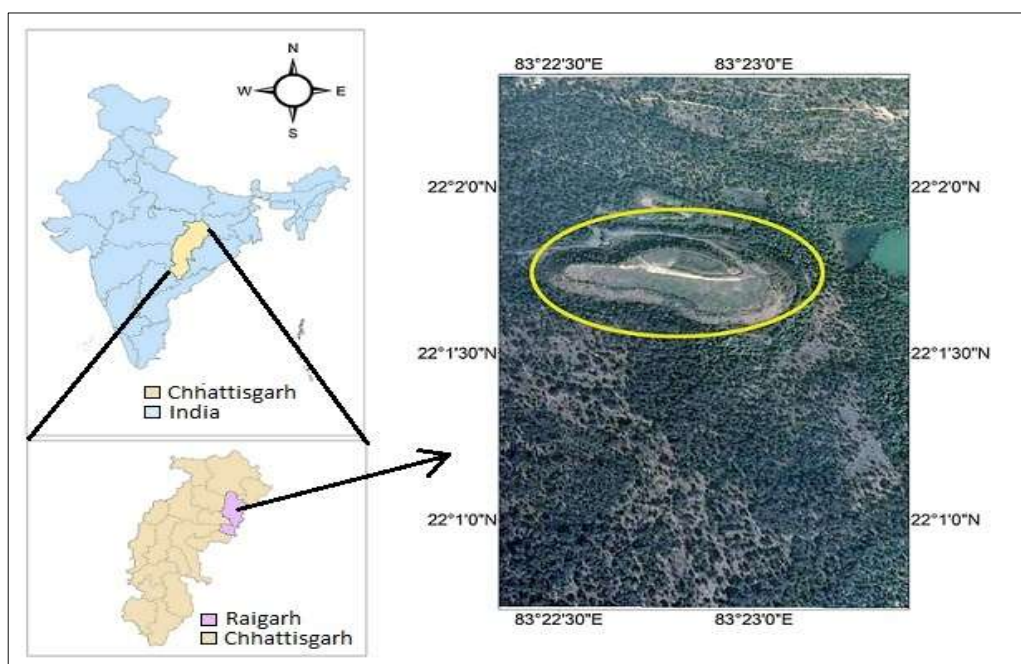 N
W E
S
Chhattisgarh
India
Raigarh
Chhattisgarh
83°22'30"E 83°23'0"E
22°2'0"N 22°2'0"N
22°1'30"N 22°1'30"N
22°1'0"N 22°1'0"N
83°22'30"E 83°23'0"E